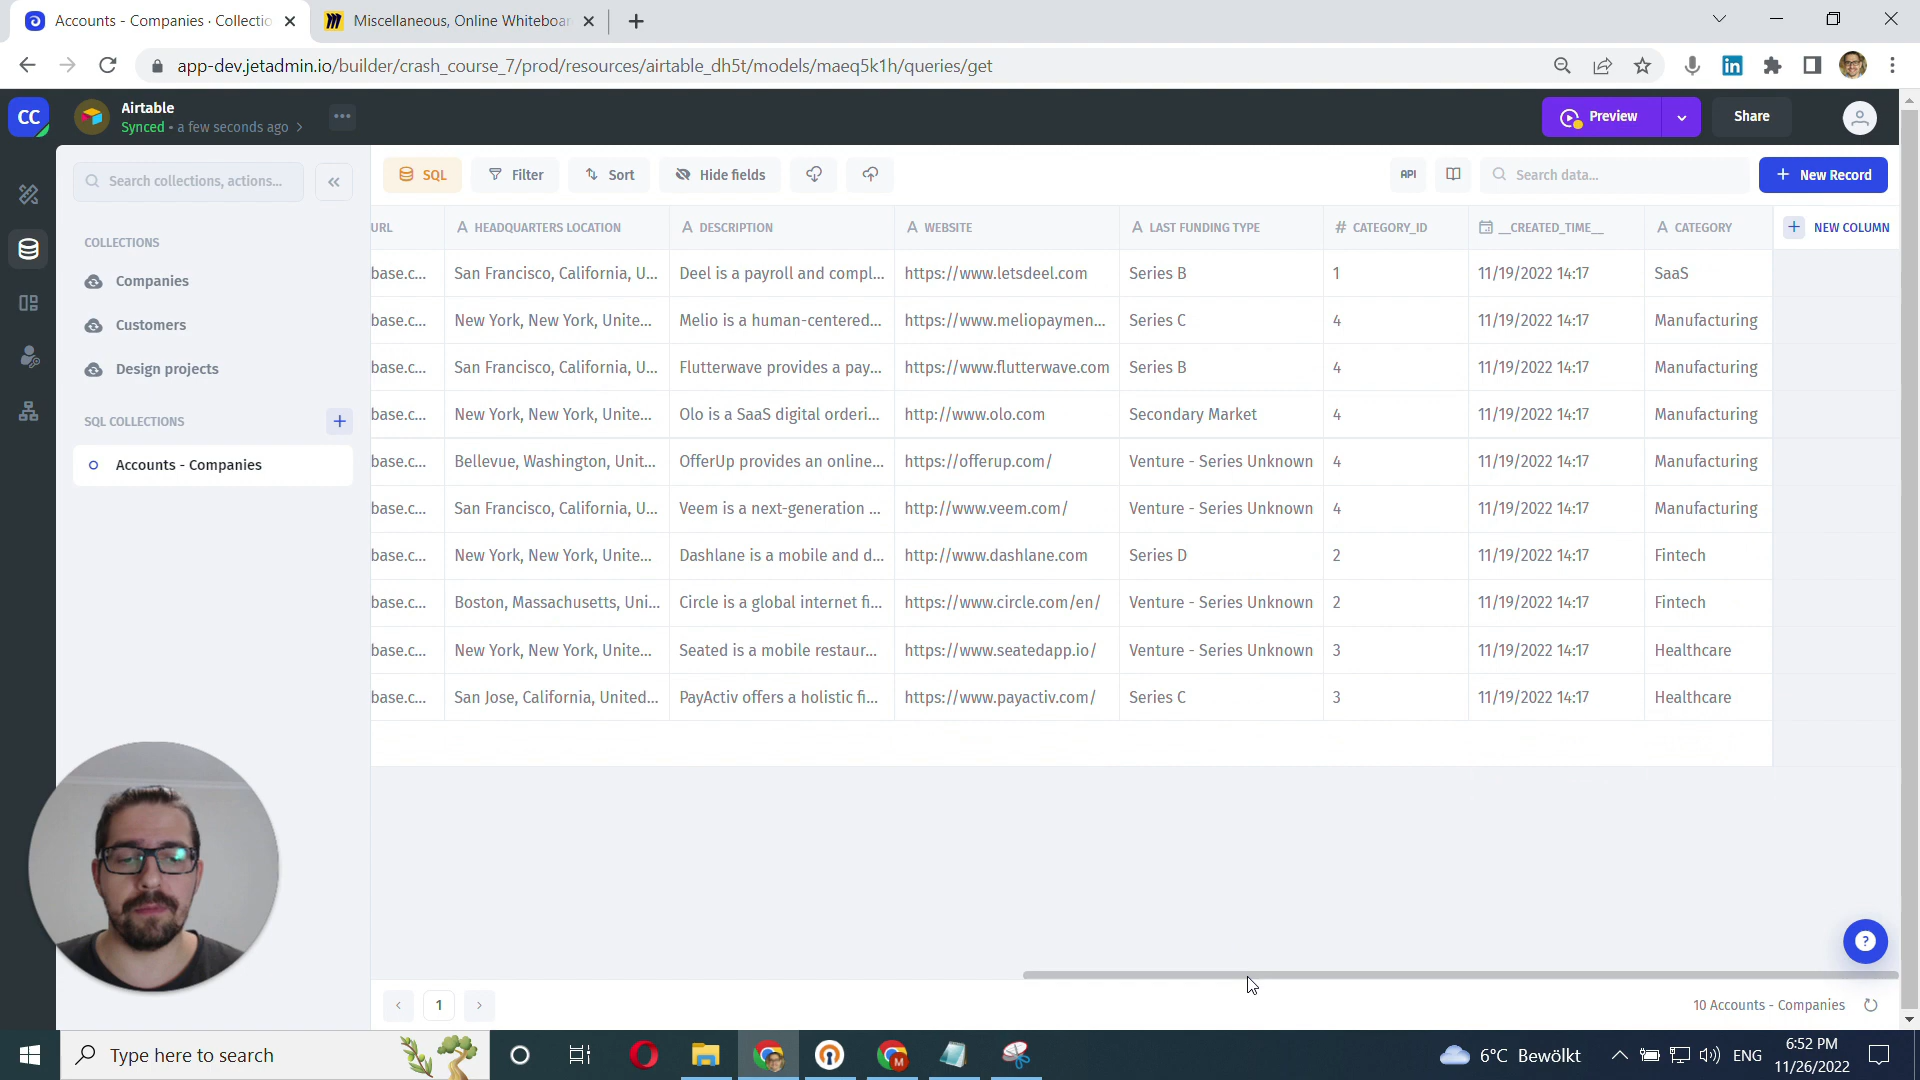 Accounts - Companies · Collectio
Miscellaneous, Online Whiteboar
app-dev.jetadmin.io/builder/crash_course_7/prod/resources/airtable_dh5t/models/maeq5k1h/queries/get
CC
Airtable
Synced • a few seconds ago >
Preview
Share
Search collections, actions...
COLLECTIONS
Companies
Customers
Design projects
SQL COLLECTIONS
Accounts - Companies
SQL
Filter
Sort
Hide fields
API
Search data...
New Record
URL HEADQUARTERS LOCATION DESCRIPTION WEBSITE LAST FUNDING TYPE CATEGORY_ID __CREATED_TIME__ CATEGORY NEW COLUMN
base.c... San Francisco, California, U... Deel is a payroll and compl... https://www.letsdeel.com Series B 1 11/19/2022 14:17 SaaS
base.c... New York, New York, Unite... Melio is a human-centered... https://www.meliopaymen... Series C 4 11/19/2022 14:17 Manufacturing
base.c... San Francisco, California, U... Flutterwave provides a pay... https://www.flutterwave.com Series B 4 11/19/2022 14:17 Manufacturing
base.c... New York, New York, Unite... Olo is a SaaS digital orderi... http://www.olo.com Secondary Market 4 11/19/2022 14:17 Manufacturing
base.c... Bellevue, Washington, Unit... OfferUp provides an online... https://offerup.com/ Venture - Series Unknown 4 11/19/2022 14:17 Manufacturing
base.c... San Francisco, California, U... Veem is a next-generation ... http://www.veem.com/ Venture - Series Unknown 4 11/19/2022 14:17 Manufacturing
base.c... New York, New York, Unite... Dashlane is a mobile and d... http://www.dashlane.com Series D 2 11/19/2022 14:17 Fintech
base.c... Boston, Massachusetts, Uni... Circle is a global internet fi... https://www.circle.com/en/ Venture - Series Unknown 2 11/19/2022 14:17 Fintech
base.c... New York, New York, Unite... Seated is a mobile restaur... https://www.seatedapp.io/ Venture - Series Unknown 3 11/19/2022 14:17 Healthcare
base.c... San Jose, California, United... PayActiv offers a holistic fi... https://www.payactiv.com/ Series C 3 11/19/2022 14:17 Healthcare
1
10 Accounts - Companies
Type here to search
6°C Bewölkt
ENG
6:52 PM
11/26/2022